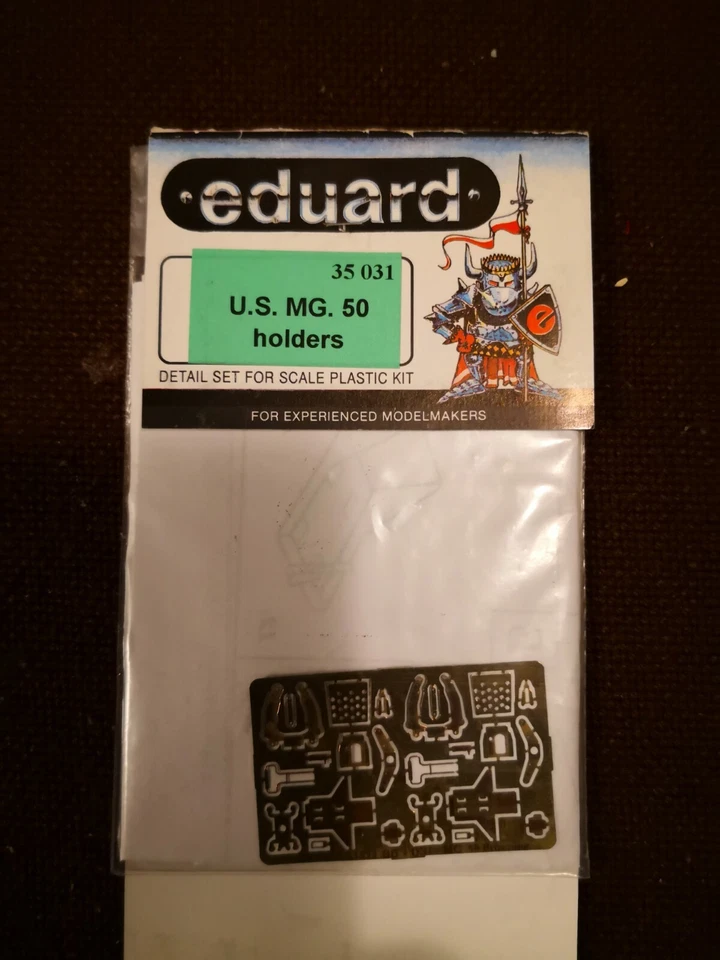 eduard
35 031
U.S. MG. 50
holders
DETAIL SET FOR SCALE PLASTIC KIT
e
FOR EXPERIENCED MODELMAKERS